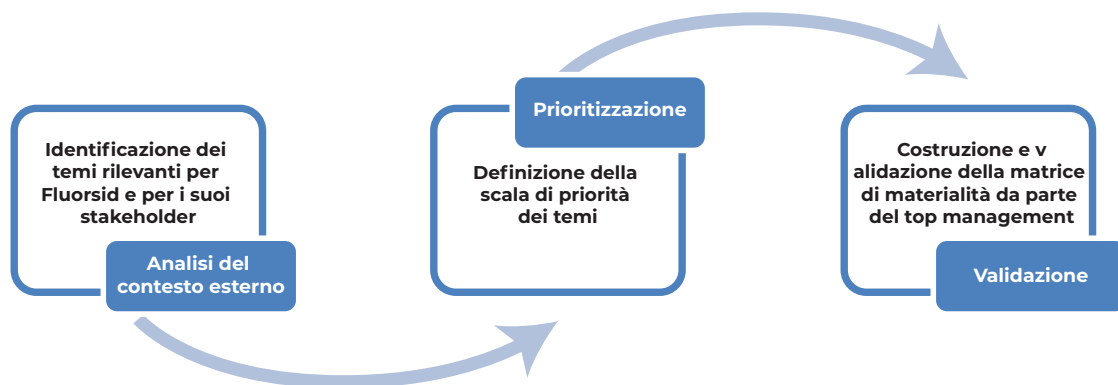 Identificazione dei
temi rilevanti per
Fluorsid e per i suoi
stakeholder
Analisi del
contesto esterno
Prioritizzazione
Definizione della
scala di priorità
dei temi
Costruzione e v
alidazione della matrice
di materialità da parte
del top management
Validazione